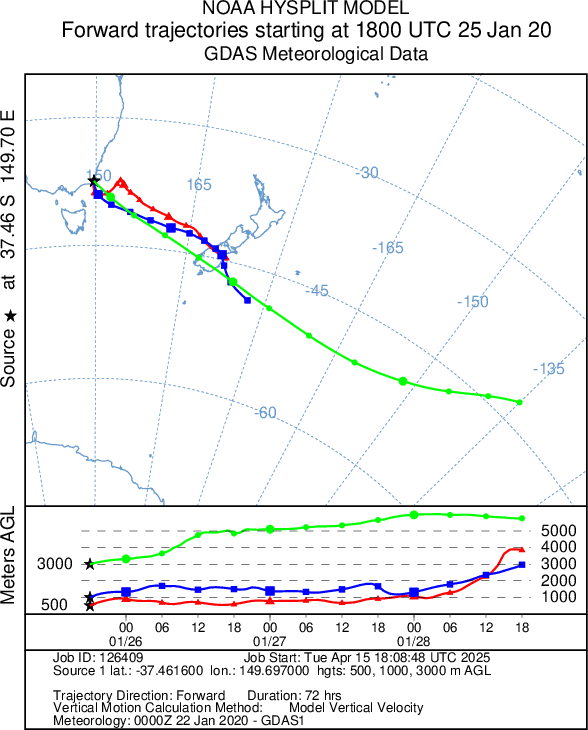 NOAA HYSPLIT MODEL
Forward trajectories starting at 1800 UTC 25 Jan 20
GDAS Meteorological Data
Source ★ at 37.46 S 149.70 E
150
165
-30
-165
-45
-150
-135
-60
Meters AGL
3000
1000
500
5000
4000
3000
2000
1000
00 06 12 18 00 06 12 18 00 06 12 18
01/26 01/27 01/28
Job ID: 126409 Job Start: Tue Apr 15 18:08:48 UTC 2025
Source 1 lat.: -37.461600 lon.: 149.697000 hgts: 500, 1000, 3000 m AGL
Trajectory Direction: Forward Duration: 72 hrs
Vertical Motion Calculation Method: Model Vertical Velocity
Meteorology: 0000Z 22 Jan 2020 - GDAS1